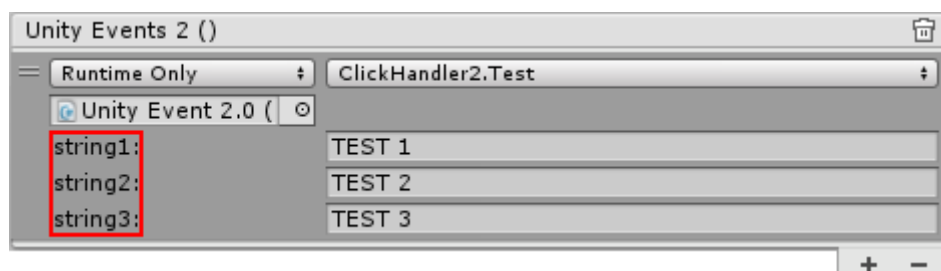 Unity Events 2 ()
Runtime Only ClickHandler2.Test
Unity Event 2.0 (
string1: TEST 1
string2: TEST 2
string3: TEST 3
+ −